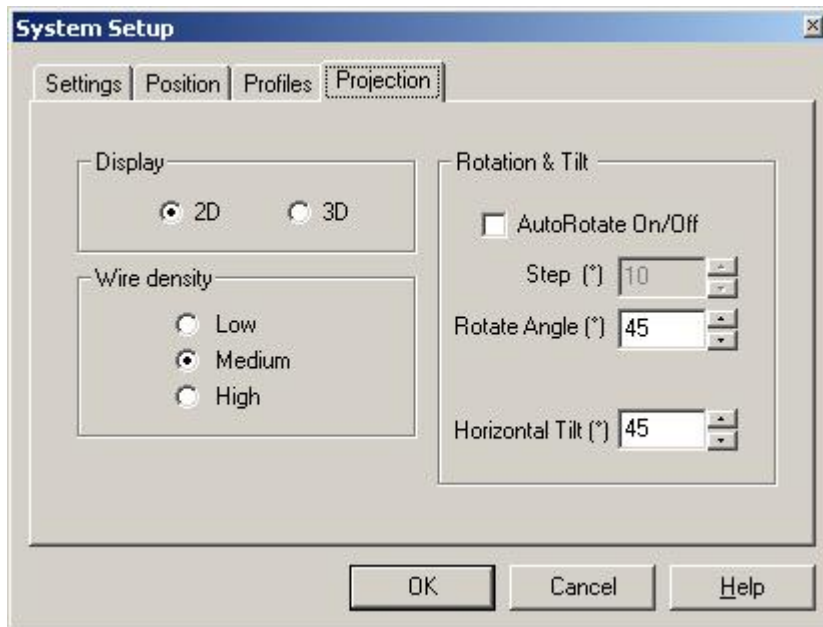 System Setup
Settings Position Profiles Projection
Display
2D 3D
Wire density
Low
Medium
High
Rotation & Tilt
AutoRotate On/Off
Step (*) 10
Rotate Angle (*) 45
Horizontal Tilt (*) 45
OK Cancel Help